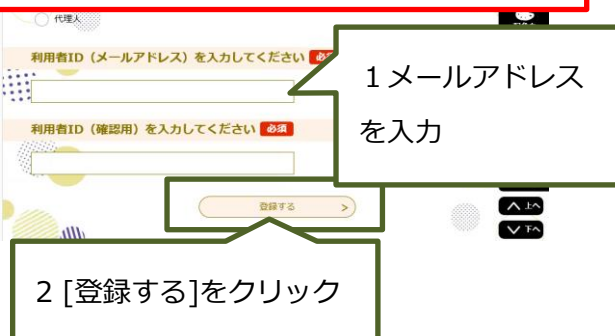 代理人
利用者ID（メールアドレス）を入力してください
1メールアドレス
を入力
利用者ID（確認用）を入力してください 必須
登録する >
上へ
下へ
2 [登録する]をクリック